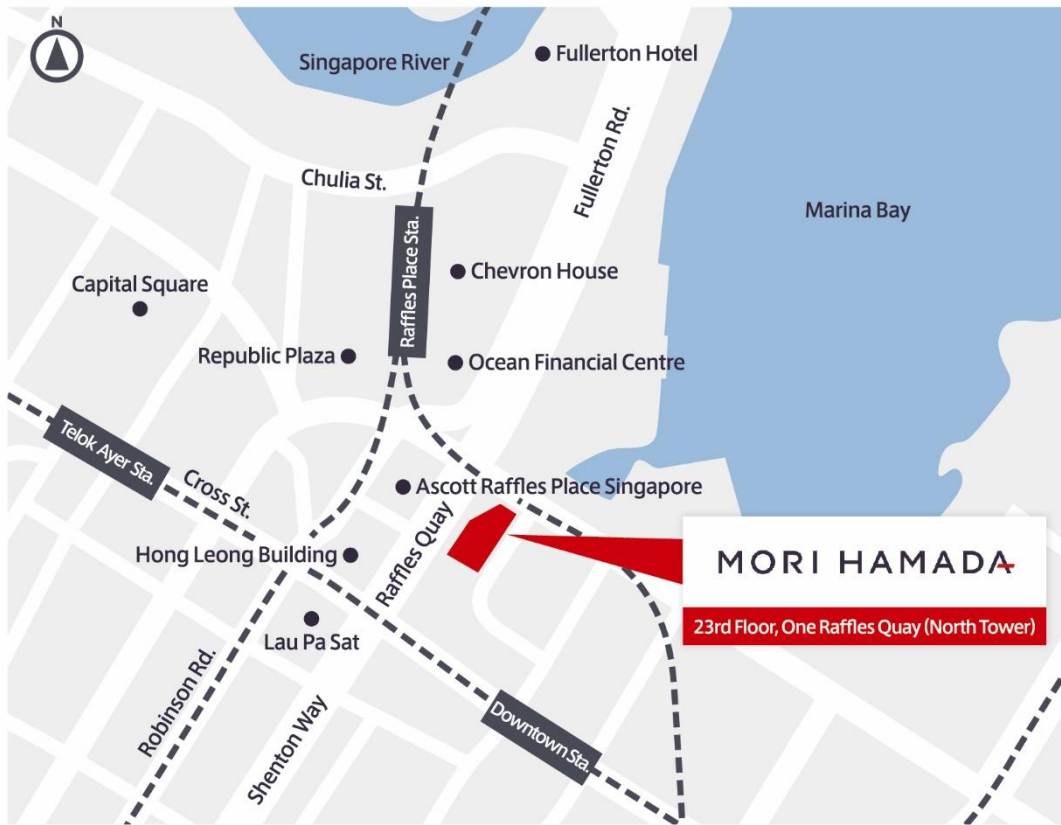 N
Singapore River
Fullerton Hotel
Fullerton Rd.
Chulia St.
Marina Bay
Raffles Place Sta.
Chevron House
Capital Square
Republic Plaza
Ocean Financial Centre
Telok Ayer Sta.
Cross St.
Ascott Raffles Place Singapore
Raffles Quay
Hong Leong Building
MORI HAMADA
23rd Floor, One Raffles Quay (North Tower)
Lau Pa Sat
Robinson Rd.
Shenton Way
Downtown Sta.